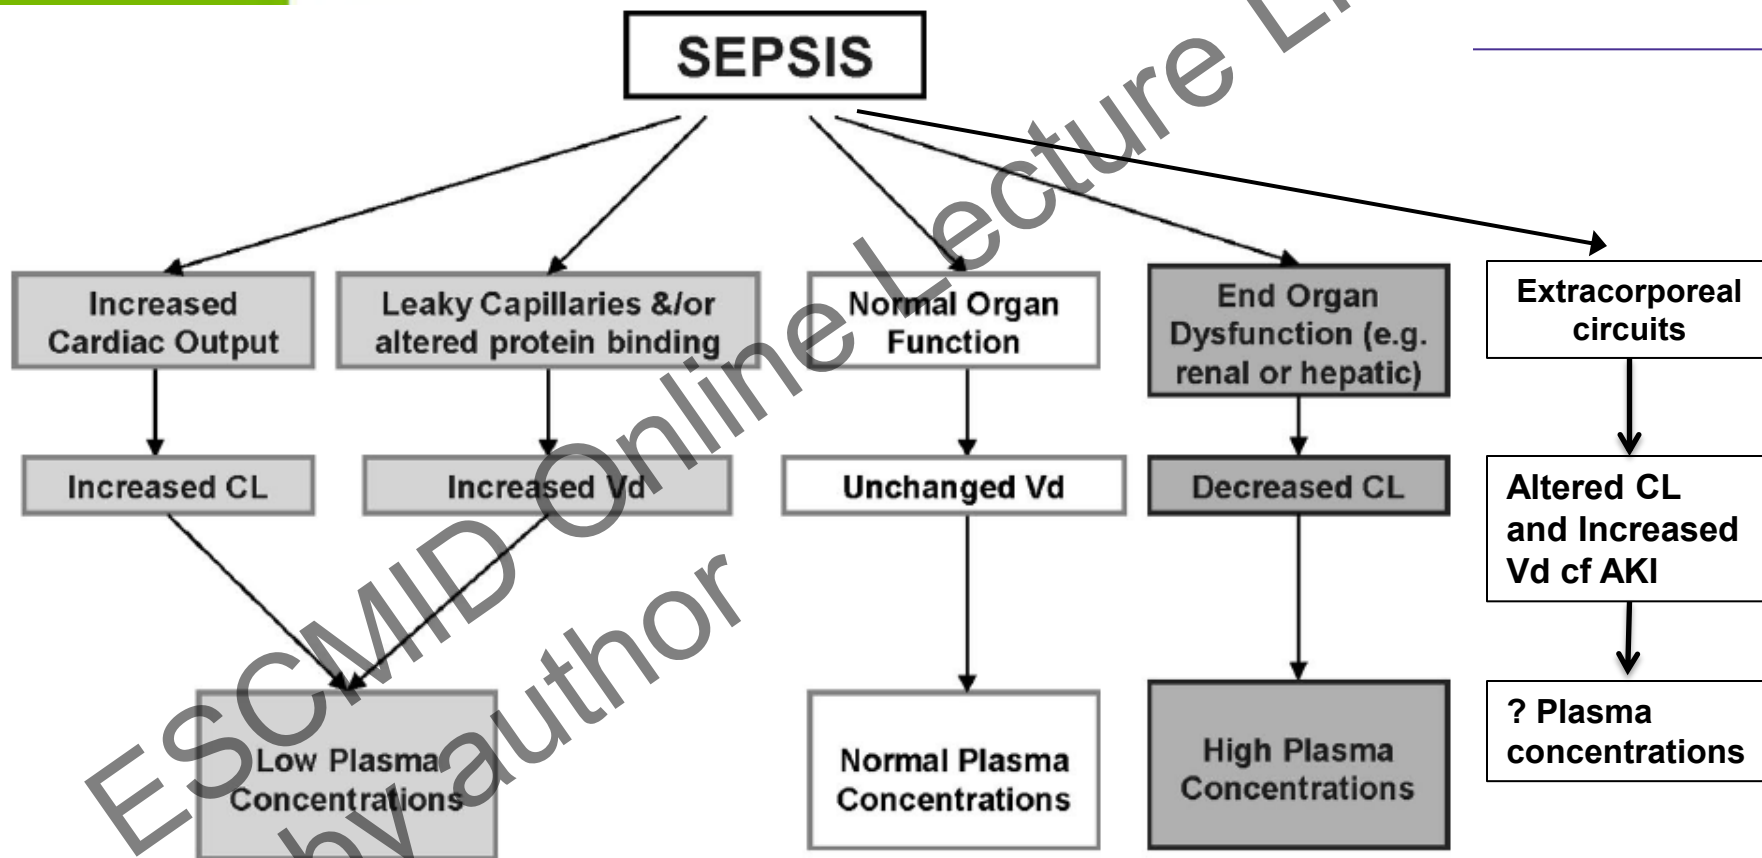 SEPSIS
Increased
Cardiac Output
Leaky Capillaries &/or
altered protein binding
Normal Organ
Function
End Organ
Dysfunction (e.g.
renal or hepatic)
Extracorporeal
circuits
Increased CL
Increased Vd
Unchanged Vd
Decreased CL
Altered CL
and Increased
Vd cf AKI
Low Plasma
Concentrations
Normal Plasma
Concentrations
High Plasma
Concentrations
? Plasma
concentrations
ESCMID Online Lecture
by author